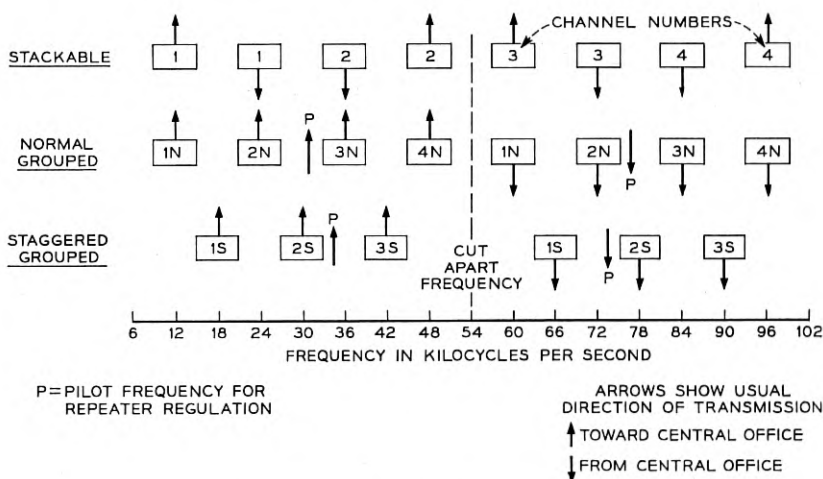 CHANNEL NUMBERS
STACKABLE 1 1 2 2 3 3 4 4
NORMAL
GROUPED
P
1N 2N 3N 4N 1N 2N 3N 4N
P
STAGGERED
GROUPED
P
1S 2S 3S 1S 2S 3S
P
CUT
APART
FREQUENCY
6 12 18 24 30 36 42 48 54 60 66 72 78 84 90 96 102
FREQUENCY IN KILOCYCLES PER SECOND
P=PILOT FREQUENCY FOR
REPEATER REGULATION
ARROWS SHOW USUAL
DIRECTION OF TRANSMISSION
TOWARD CENTRAL OFFICE
FROM CENTRAL OFFICE